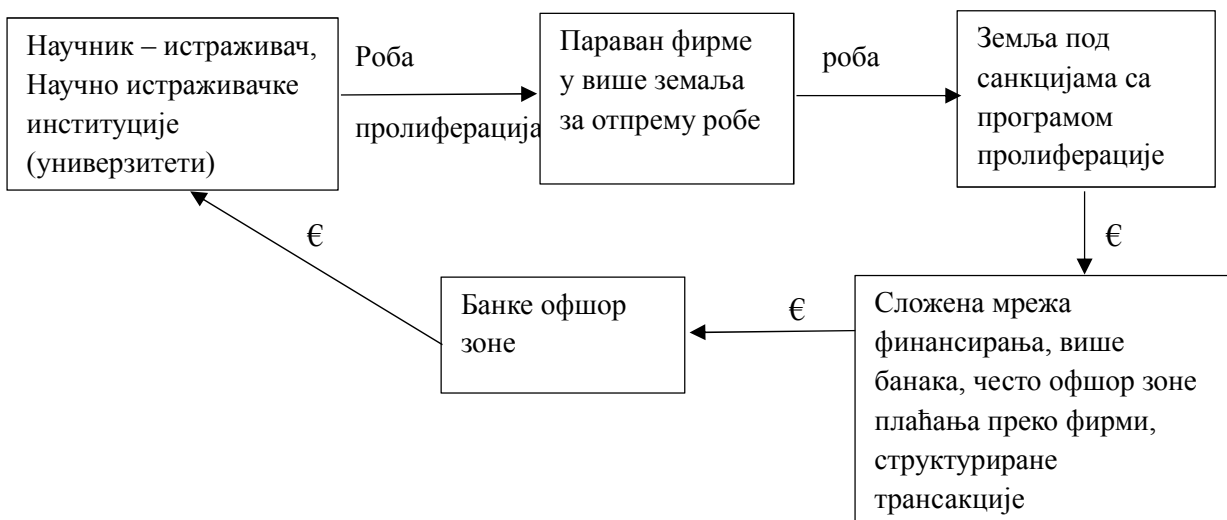 Научник – истраживач,
Научно истраживачке
институције
(универзитети)
Роба
пролиферација
Параван фирме
у више земаља
за отпрему робе
роба
Земља под
санкцијама са
програмом
пролиферације
€
€
€
Банке офшор
зоне
Сложена мрежа
финансирања, више
банака, често офшор зоне
плаћања преко фирми,
структуриране
трансакције